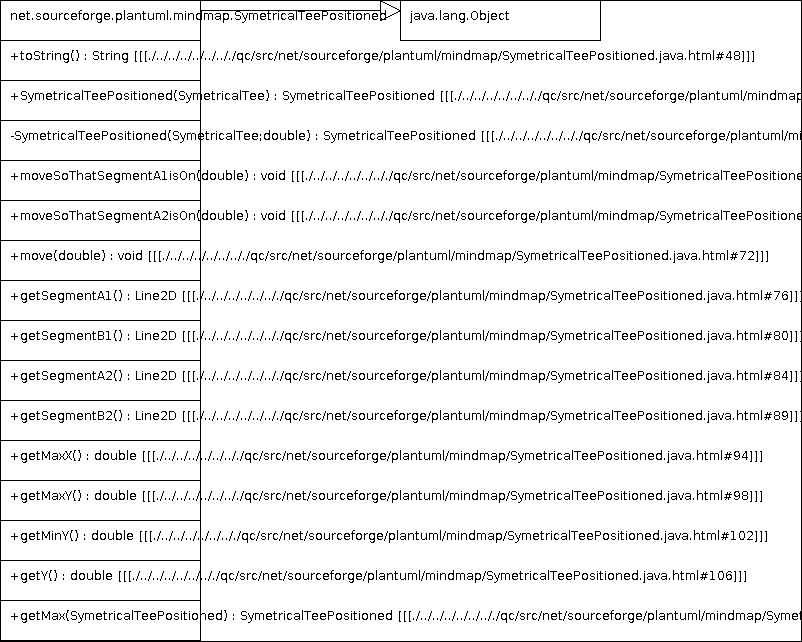 net.sourceforge.plantuml.mindmap.SymetricalTeePositioned
java.lang.Object
+toString() : String [[[./../../../../../../qc/src/net/sourceforge/plantuml/mindmap/SymetricalTeePositioned.java.html#48]]]
+SymetricalTeePositioned(SymetricalTee) : SymetricalTeePositioned [[[./../../../../../../qc/src/net/sourceforge/plantuml/mindmap
-SymetricalTeePositioned(SymetricalTee;double) : SymetricalTeePositioned [[[./../../../../../../qc/src/net/sourceforge/plantuml/mi
+moveSoThatSegmentA1isOn(double) : void [[[./../../../../../../qc/src/net/sourceforge/plantuml/mindmap/SymetricalTeePositione
+moveSoThatSegmentA2isOn(double) : void [[[./../../../../../../qc/src/net/sourceforge/plantuml/mindmap/SymetricalTeePositione
+move(double) : void [[[./../../../../../../qc/src/net/sourceforge/plantuml/mindmap/SymetricalTeePositioned.java.html#72]]]
+getSegmentA1() : Line2D [[[./../../../../../../qc/src/net/sourceforge/plantuml/mindmap/SymetricalTeePositioned.java.html#76]]]
+getSegmentB1() : Line2D [[[./../../../../../../qc/src/net/sourceforge/plantuml/mindmap/SymetricalTeePositioned.java.html#80]]]
+getSegmentA2() : Line2D [[[./../../../../../../qc/src/net/sourceforge/plantuml/mindmap/SymetricalTeePositioned.java.html#84]]]
+getSegmentB2() : Line2D [[[./../../../../../../qc/src/net/sourceforge/plantuml/mindmap/SymetricalTeePositioned.java.html#89]]]
+getMaxX() : double [[[./../../../../../../qc/src/net/sourceforge/plantuml/mindmap/SymetricalTeePositioned.java.html#94]]]
+getMaxY() : double [[[./../../../../../../qc/src/net/sourceforge/plantuml/mindmap/SymetricalTeePositioned.java.html#98]]]
+getMinY() : double [[[./../../../../../../qc/src/net/sourceforge/plantuml/mindmap/SymetricalTeePositioned.java.html#102]]]
+getY() : double [[[./../../../../../../qc/src/net/sourceforge/plantuml/mindmap/SymetricalTeePositioned.java.html#106]]]
+getMax(SymetricalTeePositioned) : SymetricalTeePositioned [[[./../../../../../../qc/src/net/sourceforge/plantuml/mindmap/Symet